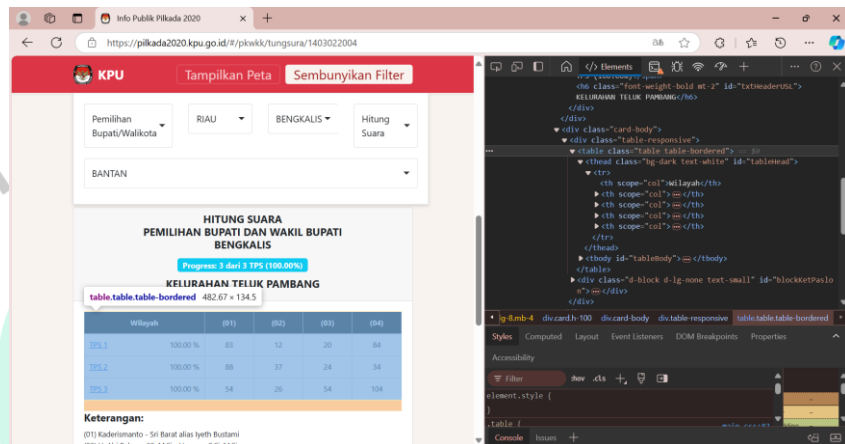 Info Publik Pilkada 2020
https://pilkada2020.kpu.go.id/#/pkwkk/tungsura/1403022004
KPU
Tampilkan Peta
Sembunyikan Filter
Pemilihan Bupati/Walikota
RIAU
BENGKALIS
Hitung Suara
BANTAN
HITUNG SUARA
PEMILIHAN BUPATI DAN WAKIL BUPATI
BENGKALIS
Progress: 3 dari 3 TPS (100.00%)
KELURAHAN TELUK PAMBANG
table.table.table-bordered 482.67 × 134.5
Wilayah (01) (02) (03) (04)
TPS 1 100.00 % 83 12 20 84
TPS 2 100.00 % 88 37 24 34
TPS 3 100.00 % 54 26 54 104
Keterangan:
(01) Kaderismanto - Sri Barat alias Iyeth Bustami
Elements
<h6 class="font-weight-bold mt-2" id="txtHeaderUSL">
KELURAHAN TELUK PAMBANG</h6>
</div>
</div>
<div class="card-body">
<div class="table-responsive">
<table class="table table-bordered"> == $0
<thead class="bg-dark text-white" id="tableHead">
<tr>
<th scope="col">Wilayah</th>
<th scope="col">…</th>
<th scope="col">…</th>
<th scope="col">…</th>
<th scope="col">…</th>
</tr>
</thead>
<tbody id="tableBody">…</tbody>
</table>
<div class="d-block d-lg-none text-small" id="blockKetPaslo
n">…</div>
</div>
g-8.mb-4 div.card.h-100 div.card-body div.table-responsive table.table.table-bordered
Styles Computed Layout Event Listeners DOM Breakpoints Properties
Accessibility
Filter :hov .cls
element.style {
}
.table {
Console Issues